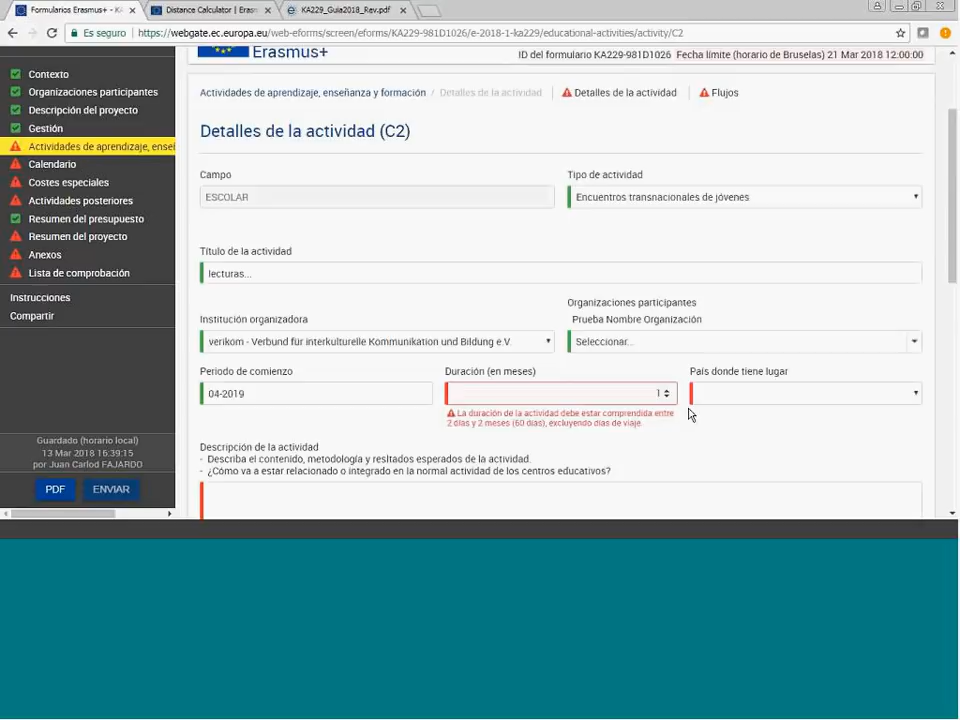 Formularios Erasmus+ - K
Distance Calculator | Eras
KA229_Guia2018_Rev.pdf
Es seguro
https://webgate.ec.europa.eu/web-eforms/screen/eforms/KA229-981D1026/e-2018-1-ka229/educational-activities/activity/C2
Erasmus+
ID del formulario KA229-981D1026 Fecha límite (horario de Bruselas) 21 Mar 2018 12:00:00
Contexto
Organizaciones participantes
Descripción del proyecto
Gestión
Actividades de aprendizaje, enseñ
Calendario
Costes especiales
Actividades posteriores
Resumen del presupuesto
Resumen del proyecto
Anexos
Lista de comprobación
Instrucciones
Compartir
Guardado (horario local)
13 Mar 2018 16:39:15
por Juan Carlod FAJARDO
PDF
ENVIAR
Actividades de aprendizaje, enseñanza y formación / Detalles de la actividad
Detalles de la actividad
Flujos
Detalles de la actividad (C2)
Campo
ESCOLAR
Tipo de actividad
Encuentros transnacionales de jóvenes
Título de la actividad
lecturas...
Institución organizadora
verikom - Verbund für interkulturelle Kommunikation und Bildung e.V.
Organizaciones participantes
Prueba Nombre Organización
Seleccionar...
Periodo de comienzo
04-2019
Duración (en meses)
1
La duración de la actividad debe estar comprendida entre
2 días y 2 meses (60 días), excluyendo días de viaje.
País donde tiene lugar
Descripción de la actividad
- Describa el contenido, metodología y resltados esperados de la actividad.
- ¿Cómo va a estar relacionado o integrado en la normal actividad de los centros educativos?